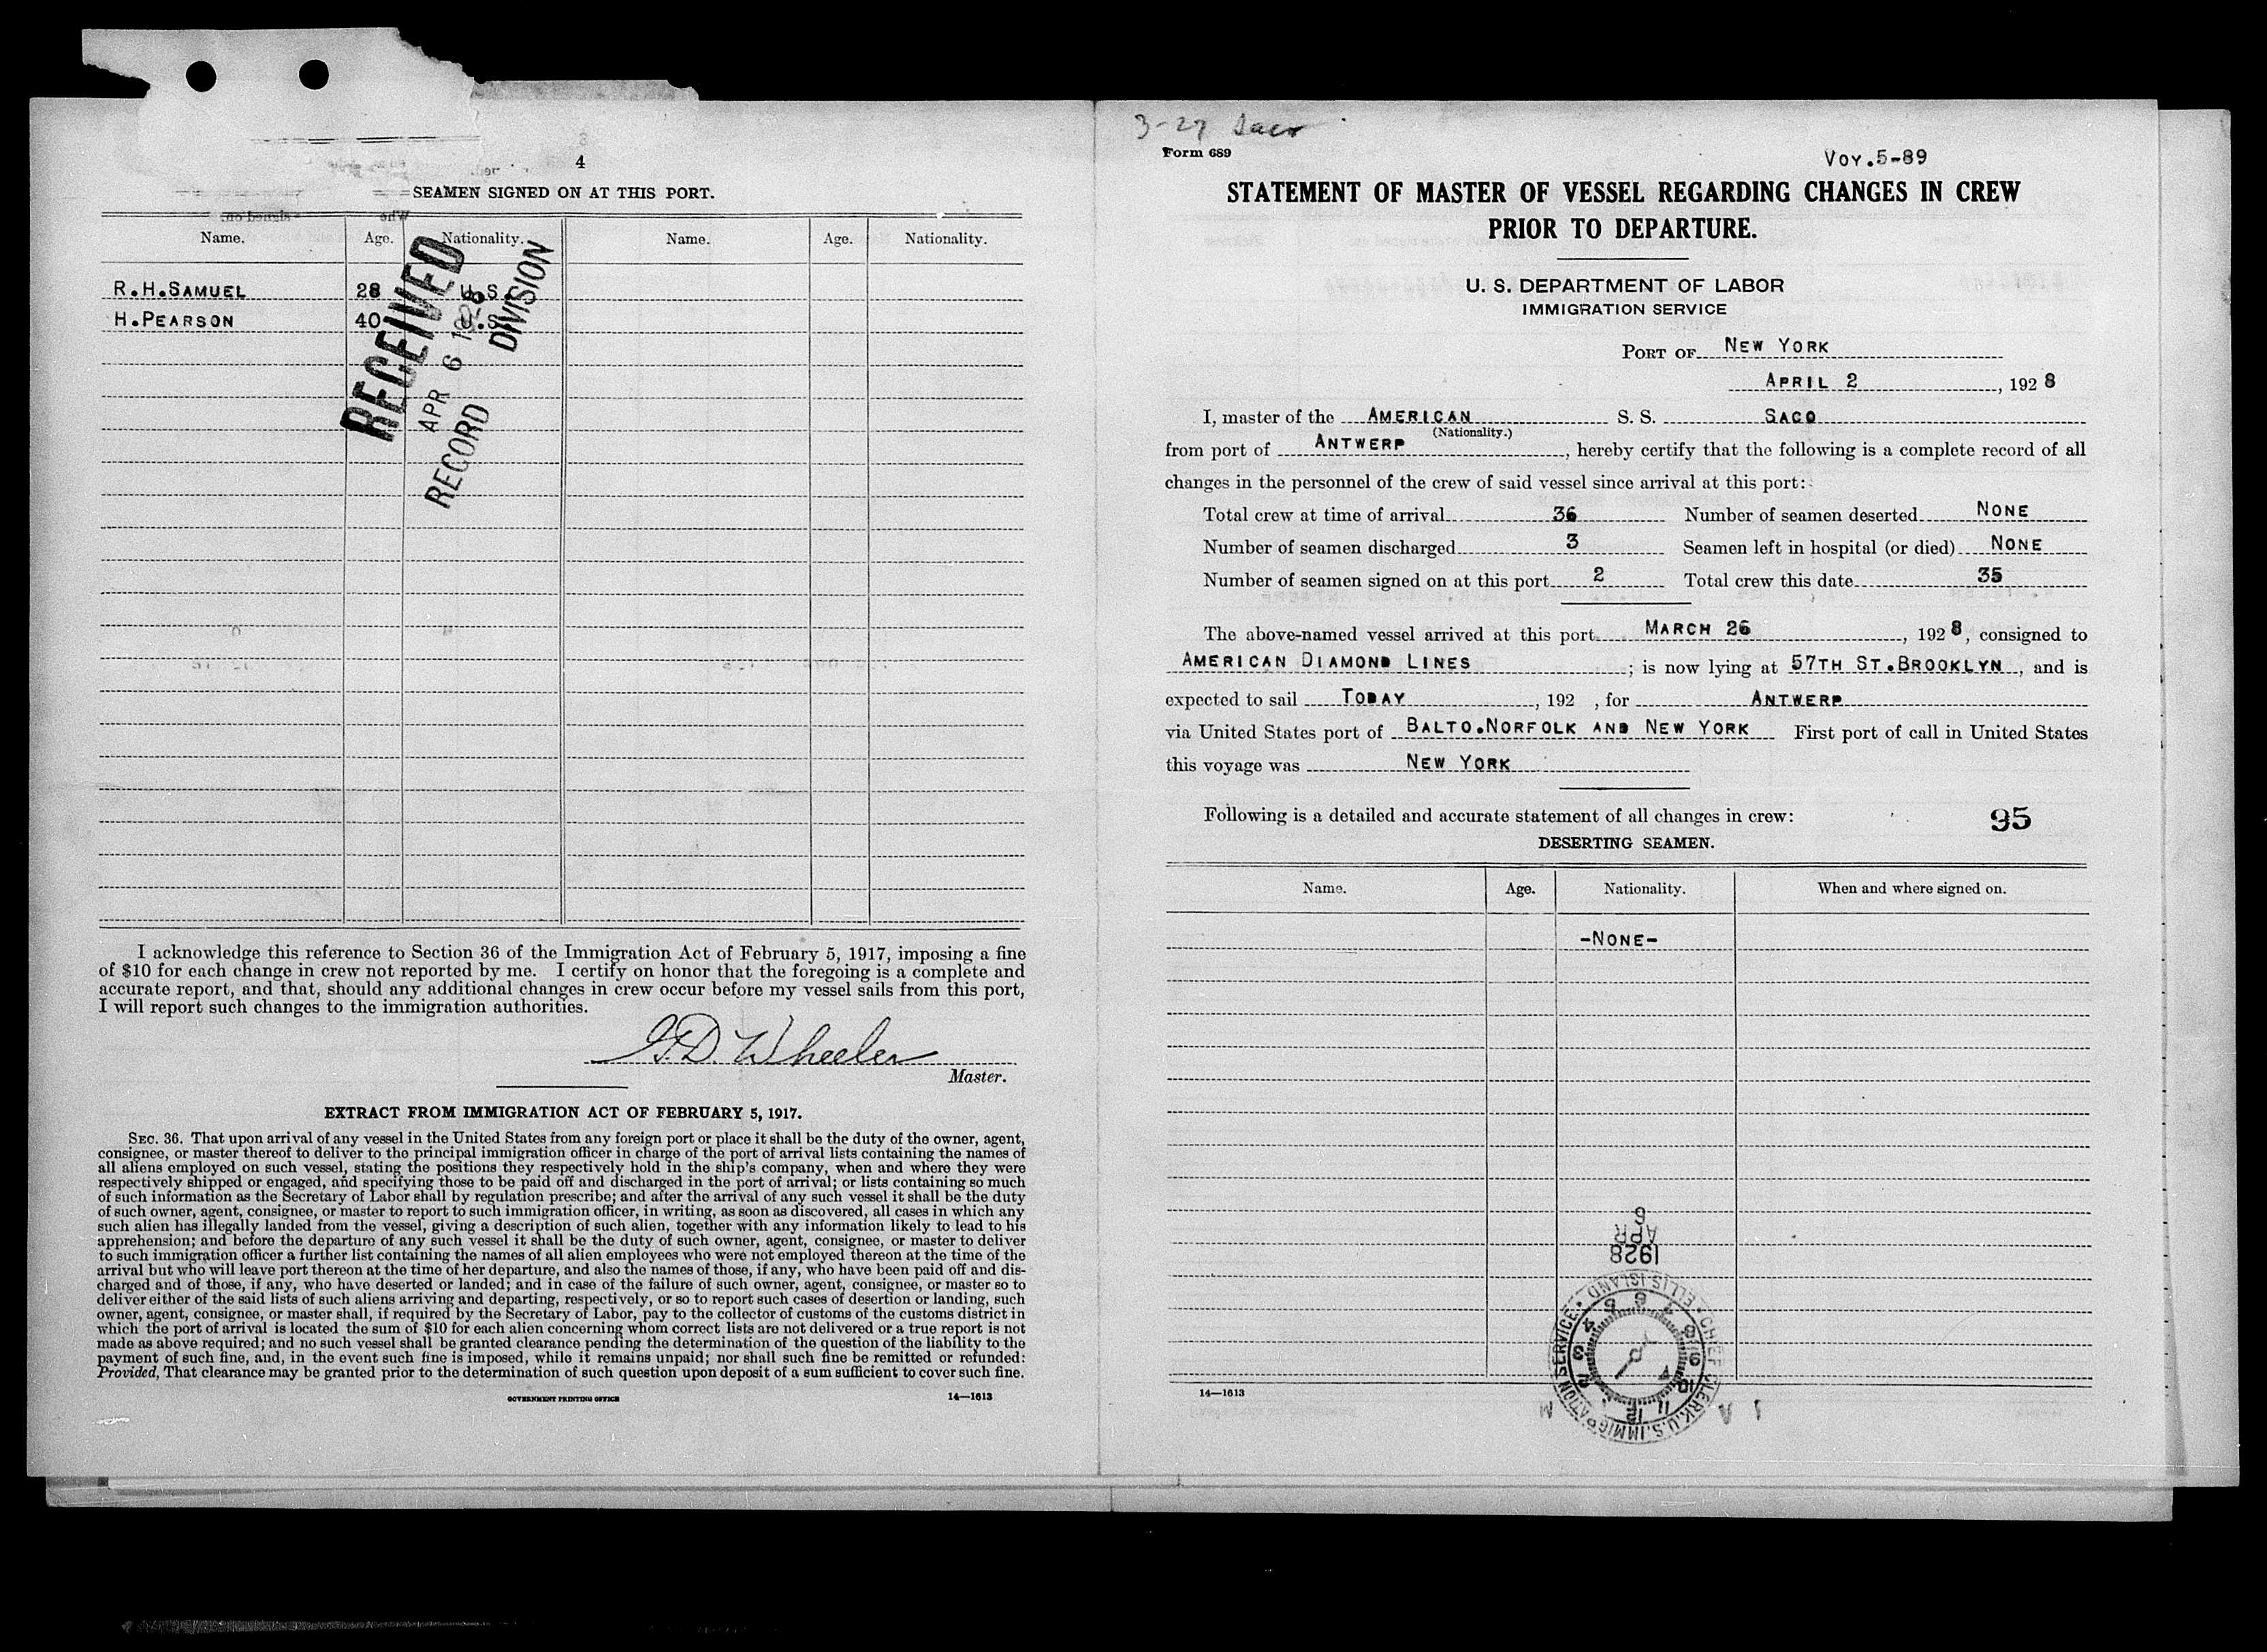 4
SEAMEN SIGNED ON AT THIS PORT.
Name. Age. Nationality. Name. Age. Nationality.
R.H.SAMUEL 28 U.S.
H.PEARSON 40 U.S.
RECEIVED
APR 6 1928
RECORD DIVISION
I acknowledge this reference to Section 36 of the Immigration Act of February 5, 1917, imposing a fine
of $10 for each change in crew not reported by me. I certify on honor that the foregoing is a complete and
accurate report, and that, should any additional changes in crew occur before my vessel sails from this port,
I will report such changes to the immigration authorities.
G.D. Wheeler
Master.
EXTRACT FROM IMMIGRATION ACT OF FEBRUARY 5, 1917.
SEC. 36. That upon arrival of any vessel in the United States from any foreign port or place it shall be the duty of the owner, agent,
consignee, or master thereof to deliver to the principal immigration officer in charge of the port of arrival lists containing the names of
all aliens employed on such vessel, stating the positions they respectively hold in the ship's company, when and where they were
respectively shipped or engaged, and specifying those to be paid off and discharged in the port of arrival; or lists containing so much
of such information as the Secretary of Labor shall by regulation prescribe; and after the arrival of any such vessel it shall be the duty
of such owner, agent, consignee, or master to report to such immigration officer, in writing, as soon as discovered, all cases in which any
such alien has illegally landed from the vessel, giving a description of such alien, together with any information likely to lead to his
apprehension; and before the departure of any such vessel it shall be the duty of such owner, agent, consignee, or master to deliver
to such immigration officer a further list containing the names of all alien employees who were not employed thereon at the time of the
arrival but who will leave port thereon at the time of her departure, and also the names of those, if any, who have been paid off and dis-
charged and of those, if any, who have deserted or landed; and in case of the failure of such owner, agent, consignee, or master so to
deliver either of the said lists of such aliens arriving and departing, respectively, or so to report such cases of desertion or landing, such
owner, agent, consignee, or master shall, if required by the Secretary of Labor, pay to the collector of customs of the customs district in
which the port of arrival is located the sum of $10 for each alien concerning whom correct lists are not delivered or a true report is not
made as above required; and no such vessel shall be granted clearance pending the determination of the question of the liability to the
payment of such fine, and, in the event such fine is imposed, while it remains unpaid; nor shall such fine be remitted or refunded:
Provided, That clearance may be granted prior to the determination of such question upon deposit of a sum sufficient to cover such fine.
GOVERNMENT PRINTING OFFICE 14—1613
3-27 Saco
Form 689
VOY.5-89
STATEMENT OF MASTER OF VESSEL REGARDING CHANGES IN CREW
PRIOR TO DEPARTURE.
U. S. DEPARTMENT OF LABOR
IMMIGRATION SERVICE
PORT OF NEW YORK
APRIL 2, 1928
I, master of the AMERICAN S. S. SACO
(Nationality.)
from port of ANTWERP, hereby certify that the following is a complete record of all
changes in the personnel of the crew of said vessel since arrival at this port:
Total crew at time of arrival 36 Number of seamen deserted NONE
Number of seamen discharged 3 Seamen left in hospital (or died) NONE
Number of seamen signed on at this port 2 Total crew this date 35
The above-named vessel arrived at this port MARCH 26, 1928, consigned to
AMERICAN DIAMOND LINES; is now lying at 57TH ST.BROOKLYN, and is
expected to sail TODAY, 192 , for ANTWERP
via United States port of BALTO.NORFOLK AND NEW YORK First port of call in United States
this voyage was NEW YORK
Following is a detailed and accurate statement of all changes in crew:
95
DESERTING SEAMEN.
Name. Age. Nationality. When and where signed on.
-NONE-
6
APR
1928
CHIEF CLERK, U.S. IMMIGRATION SERVICE • ELLIS ISLAND •
14—1613